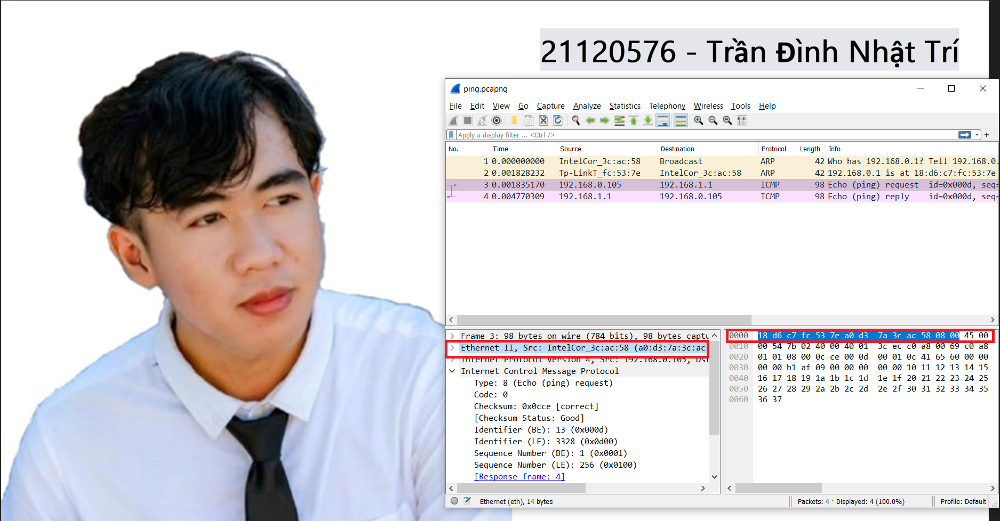 21120576 - Trần Đình Nhật Trí
ping.pcapng
File Edit View Go Capture Analyze Statistics Telephony Wireless Tools Help
Apply a display filter ... <Ctrl-/>
No. Time Source Destination Protocol Length Info
1 0.000000000 IntelCor_3c:ac:58 Broadcast ARP 42 Who has 192.168.0.1? Tell 192.168.0.
2 0.001828232 Tp-LinkT_fc:53:7e IntelCor_3c:ac:58 ARP 42 192.168.0.1 is at 18:d6:c7:fc:53:7e
3 0.001835170 192.168.0.105 192.168.1.1 ICMP 98 Echo (ping) request id=0x000d, seq=
4 0.004770309 192.168.1.1 192.168.0.105 ICMP 98 Echo (ping) reply id=0x000d, seq=
Frame 3: 98 bytes on wire (784 bits), 98 bytes captu
Ethernet II, Src: IntelCor_3c:ac:58 (a0:d3:7a:3c:ac
Internet Protocol Version 4, Src: 192.168.0.105, Dst
Internet Control Message Protocol
Type: 8 (Echo (ping) request)
Code: 0
Checksum: 0x0cce [correct]
[Checksum Status: Good]
Identifier (BE): 13 (0x000d)
Identifier (LE): 3328 (0x0d00)
Sequence Number (BE): 1 (0x0001)
Sequence Number (LE): 256 (0x0100)
[Response frame: 4]
0000 18 d6 c7 fc 53 7e a0 d3 7a 3c ac 58 08 00 45 00
0010 00 54 7b 02 40 00 40 01 3c ec c0 a8 00 69 c0 a8
0020 01 01 08 00 0c ce 00 0d 00 01 0c 41 65 60 00 00
0030 00 00 b1 af 09 00 00 00 00 00 10 11 12 13 14 15
0040 16 17 18 19 1a 1b 1c 1d 1e 1f 20 21 22 23 24 25
0050 26 27 28 29 2a 2b 2c 2d 2e 2f 30 31 32 33 34 35
0060 36 37
Ethernet (eth), 14 bytes
Packets: 4 · Displayed: 4 (100.0%)
Profile: Default